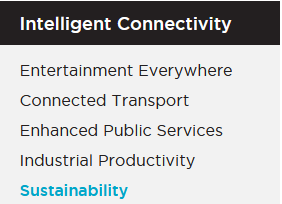 Intelligent Connectivity
Entertainment Everywhere
Connected Transport
Enhanced Public Services
Industrial Productivity
Sustainability